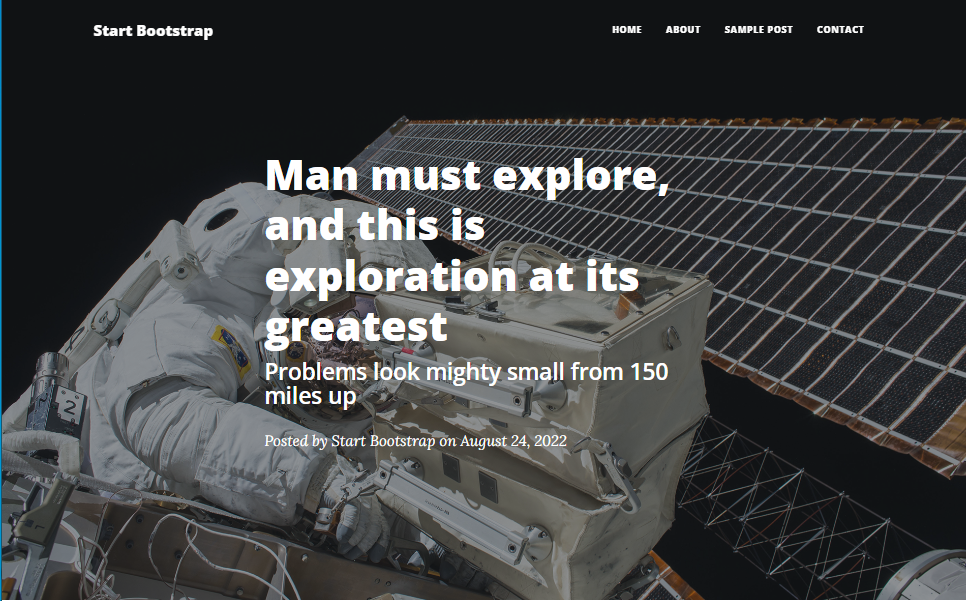 Start Bootstrap
HOME ABOUT SAMPLE POST CONTACT
Man must explore,
and this is
exploration at its
greatest
Problems look mighty small from 150
miles up
Posted by Start Bootstrap on August 24, 2022
2